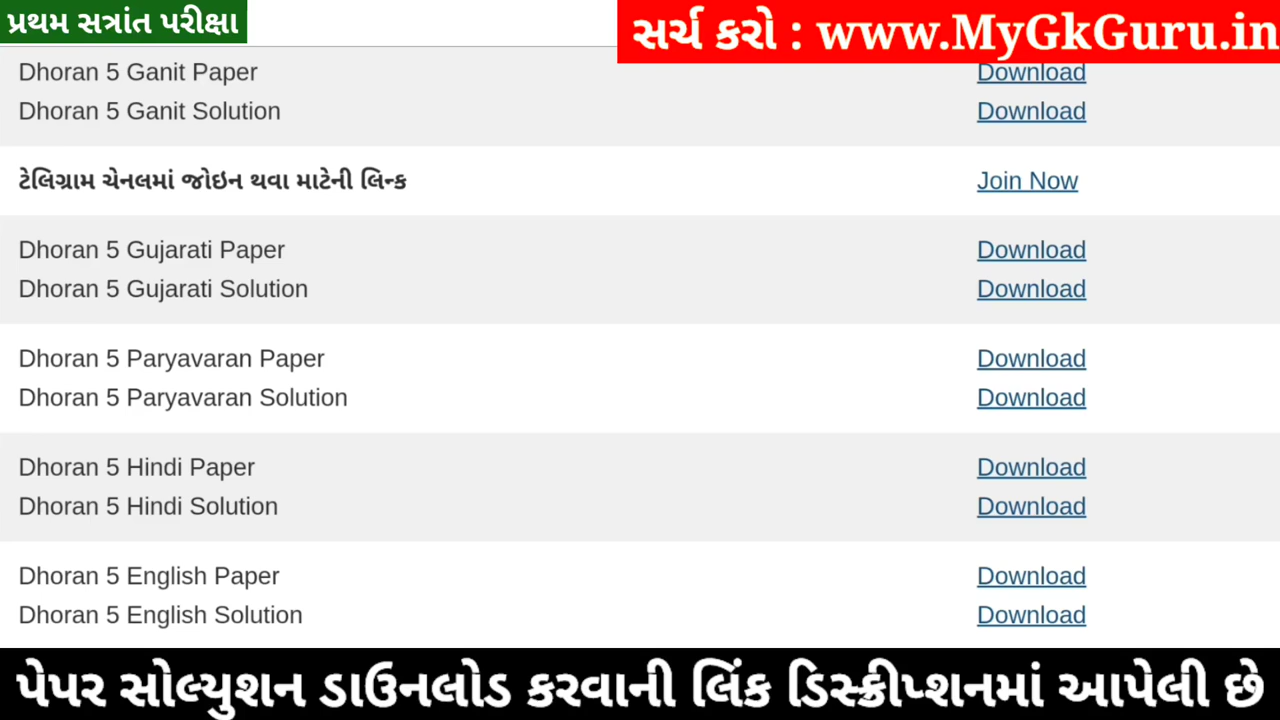 પ્રથમ સત્રાંત પરીક્ષા
સર્ચ કરો : www.MyGkGuru.in
Dhoran 5 Ganit Paper Download
Dhoran 5 Ganit Solution Download
ટેલિગ્રામ ચેનલમાં જોઇન થવા માટેની લિન્ક Join Now
Dhoran 5 Gujarati Paper Download
Dhoran 5 Gujarati Solution Download
Dhoran 5 Paryavaran Paper Download
Dhoran 5 Paryavaran Solution Download
Dhoran 5 Hindi Paper Download
Dhoran 5 Hindi Solution Download
Dhoran 5 English Paper Download
Dhoran 5 English Solution Download
પેપર સોલ્યુશન ડાઉનલોડ કરવાની લિંક ડિસ્ક્રીપ્શનમાં આપેલી છે